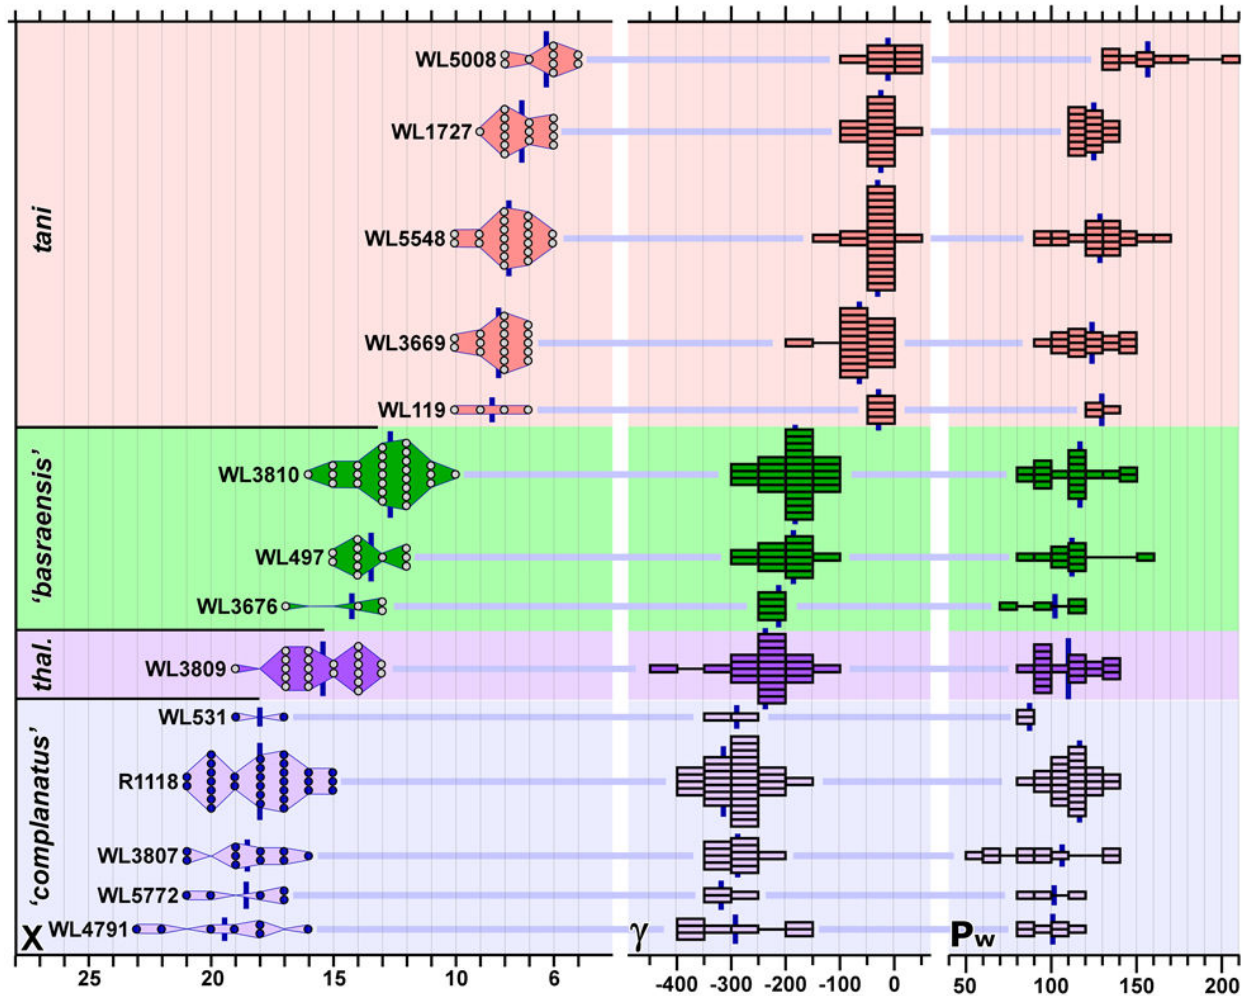 tani
WL5008
WL1727
WL5548
WL3669
WL119
'basraensis'
WL3810
WL497
WL3676
thal.
WL3809
'complanatus'
WL531
R1118
WL3807
WL5772
WL4791
X
γ
Pw
25 20 15 10 6
-400 -300 -200 -100 0
50 100 150 200